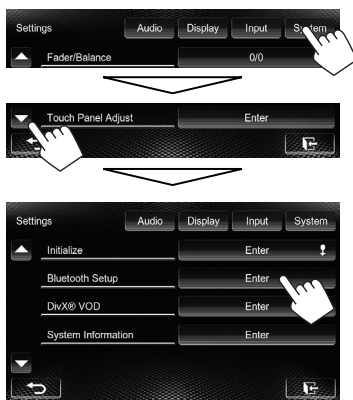 Settings Audio Display Input System
Fader/Balance 0/0
Touch Panel Adjust Enter
Settings Audio Display Input System
Initialize Enter
Bluetooth Setup Enter
DivX® VOD Enter
System Information Enter